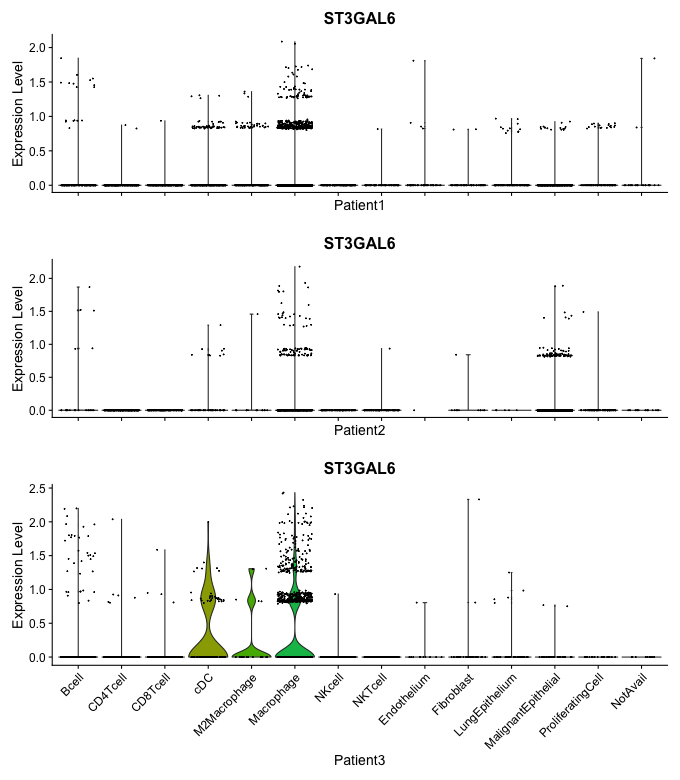 ST3GAL6
2.0
1.5
1.0
0.5
0.0
Expression Level
Patient1
ST3GAL6
2.0
1.5
1.0
0.5
0.0
Expression Level
Patient2
ST3GAL6
2.5
2.0
1.5
1.0
0.5
0.0
Expression Level
Bcell
CD4Tcell
CD8Tcell
cDC
M2Macrophage
Macrophage
NKcell
NKTcell
Endothelium
Fibroblast
LungEpithelium
MalignantEpithelial
ProliferatingCell
NotAvail
Patient3